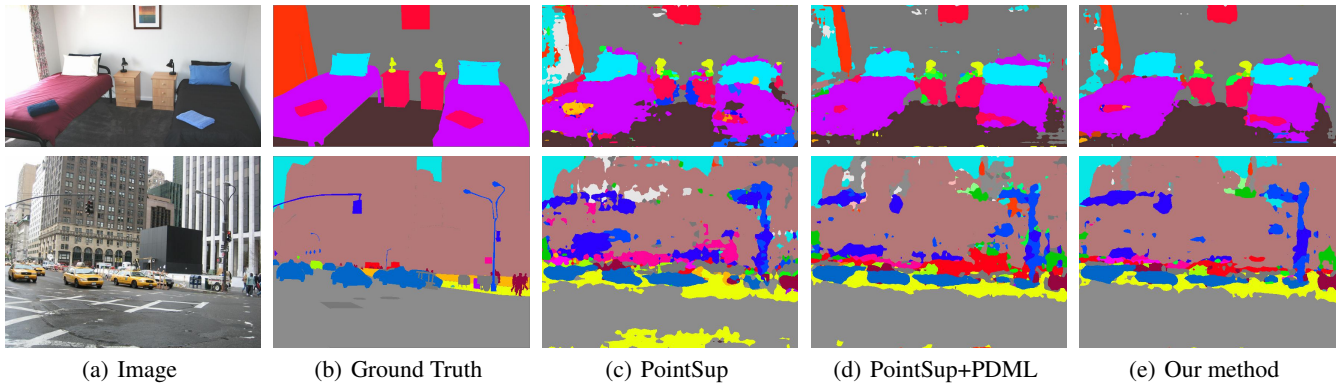 (a) Image
(b) Ground Truth
(c) PointSup
(d) PointSup+PDML
(e) Our method